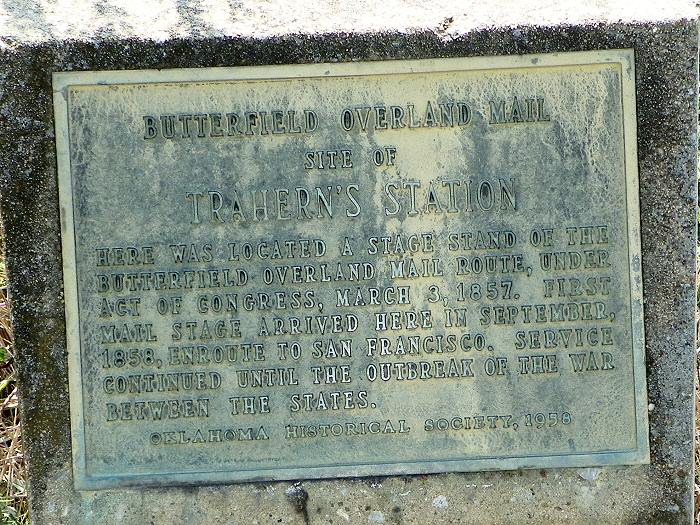 BUTTERFIELD OVERLAND MAIL
SITE OF
TRAHERN'S STATION
HERE WAS LOCATED A STAGE STAND OF THE
BUTTERFIELD OVERLAND MAIL ROUTE, UNDER
ACT OF CONGRESS, MARCH 3, 1857. FIRST
MAIL STAGE ARRIVED HERE IN SEPTEMBER,
1858, ENROUTE TO SAN FRANCISCO. SERVICE
CONTINUED UNTIL THE OUTBREAK OF THE WAR
BETWEEN THE STATES.
OKLAHOMA HISTORICAL SOCIETY, 1958